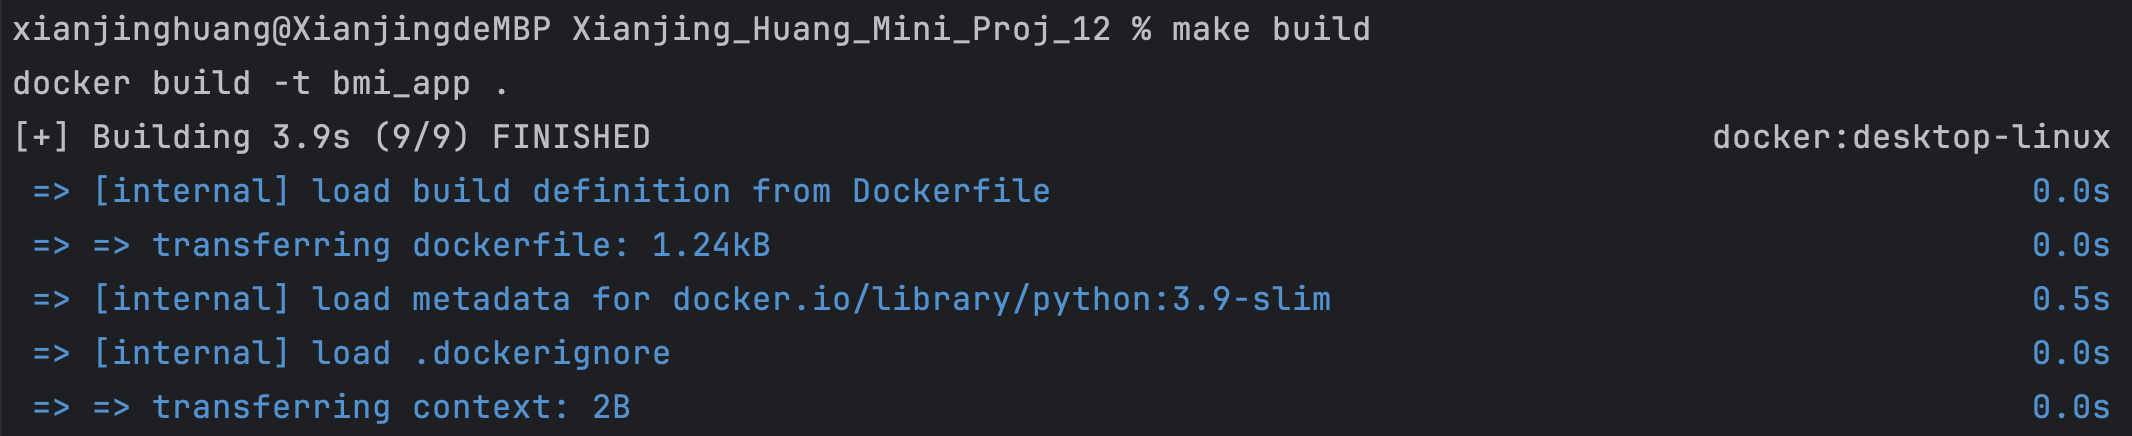 xianjinghuang@XianjingdeMBP Xianjing_Huang_Mini_Proj_12 % make build
docker build -t bmi_app .
[+] Building 3.9s (9/9) FINISHED docker:desktop-linux
=> [internal] load build definition from Dockerfile 0.0s
=> => transferring dockerfile: 1.24kB 0.0s
=> [internal] load metadata for docker.io/library/python:3.9-slim 0.5s
=> [internal] load .dockerignore 0.0s
=> => transferring context: 2B 0.0s